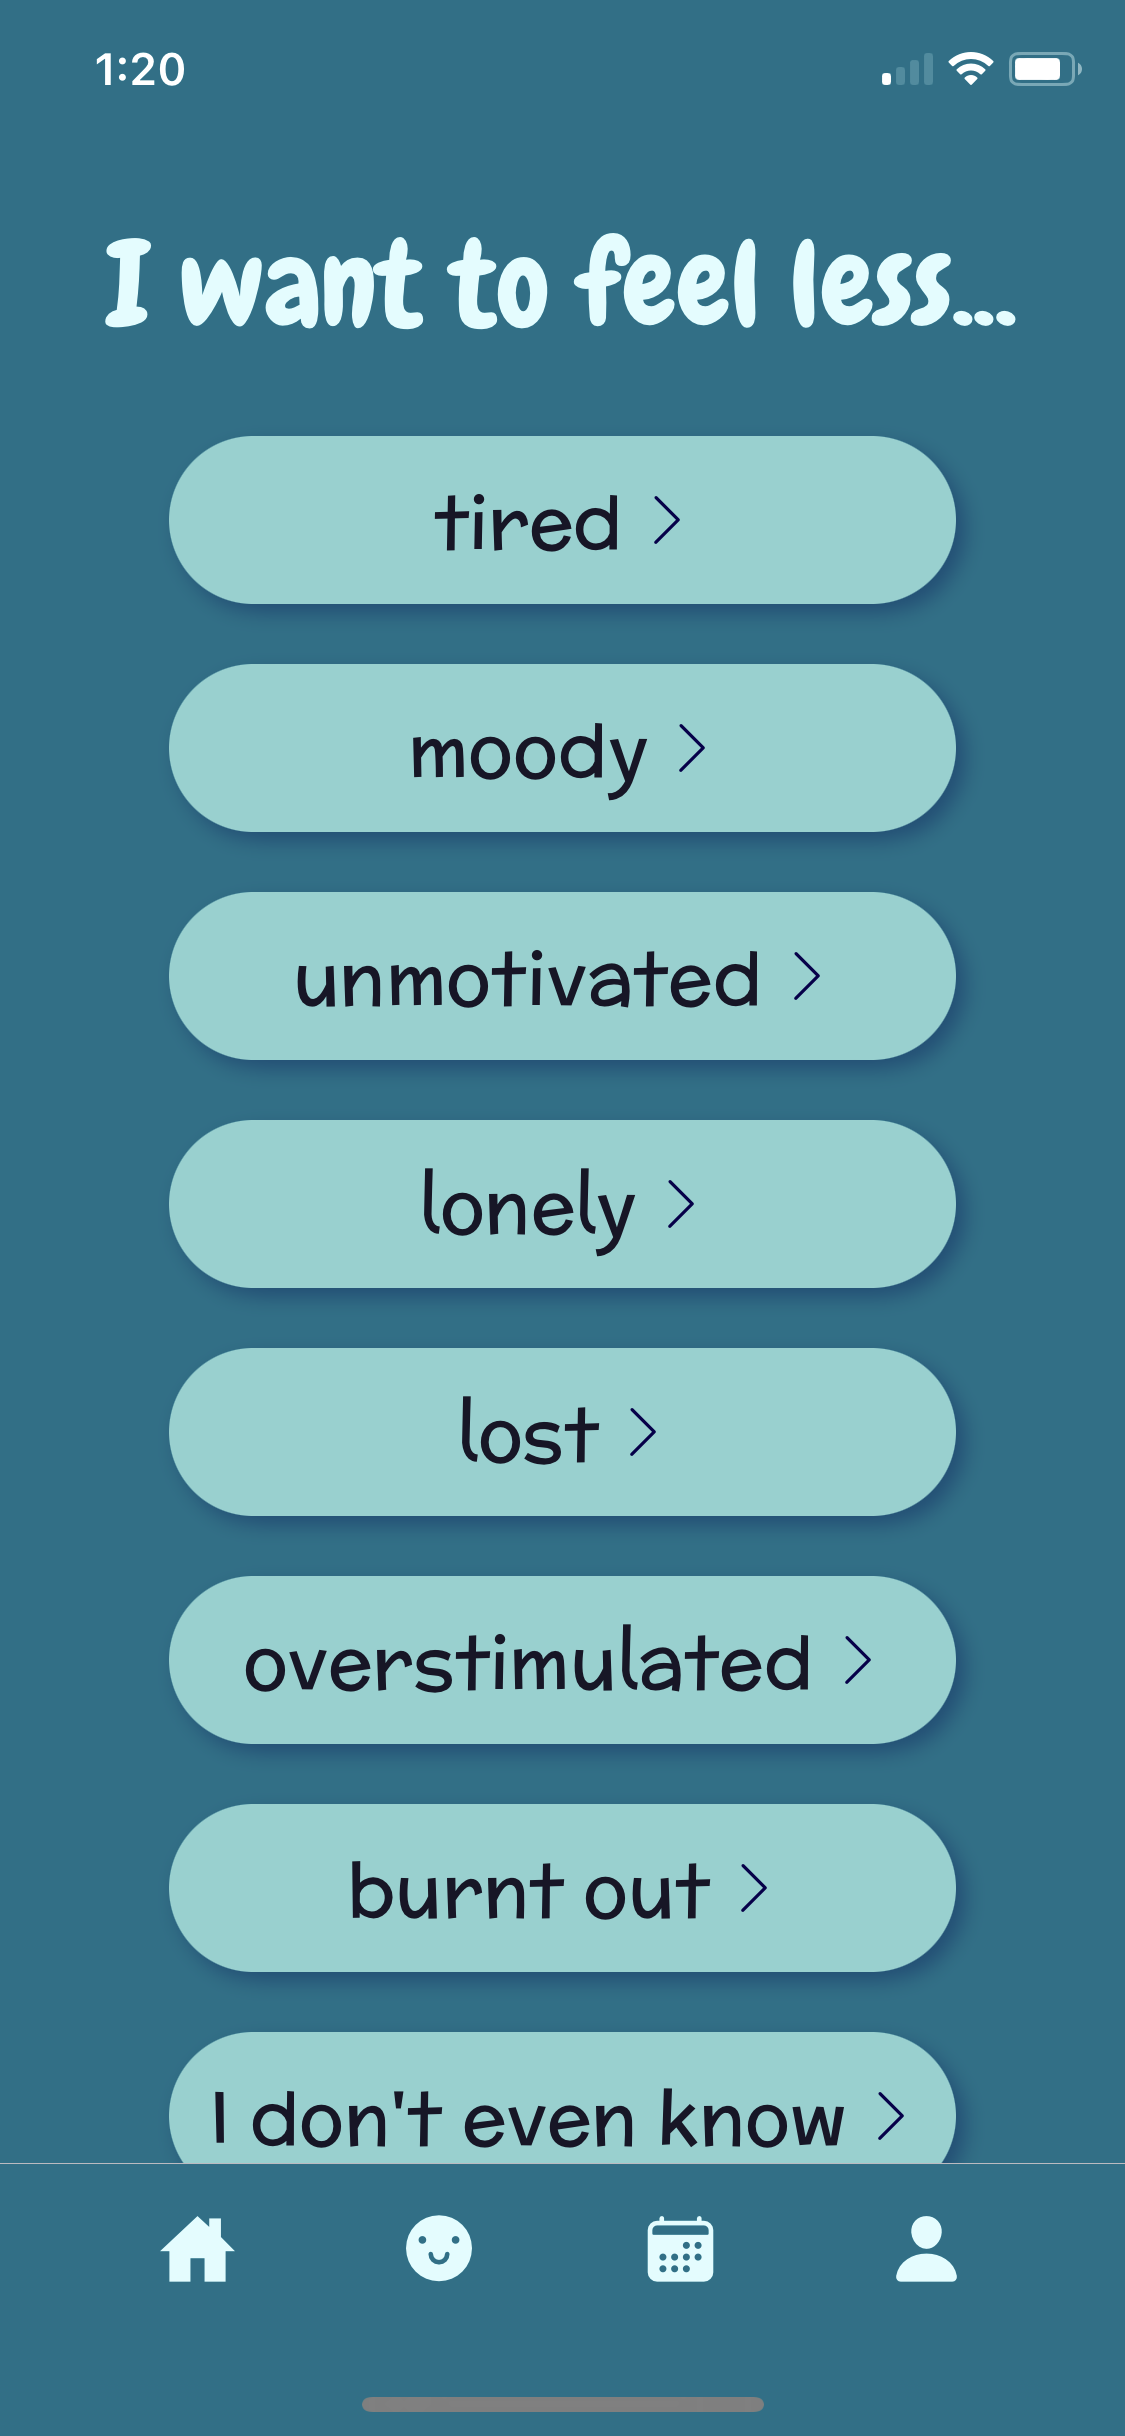 1:20
I want to feel less...
tired
moody
unmotivated
lonely
lost
overstimulated
burnt out
I don't even know